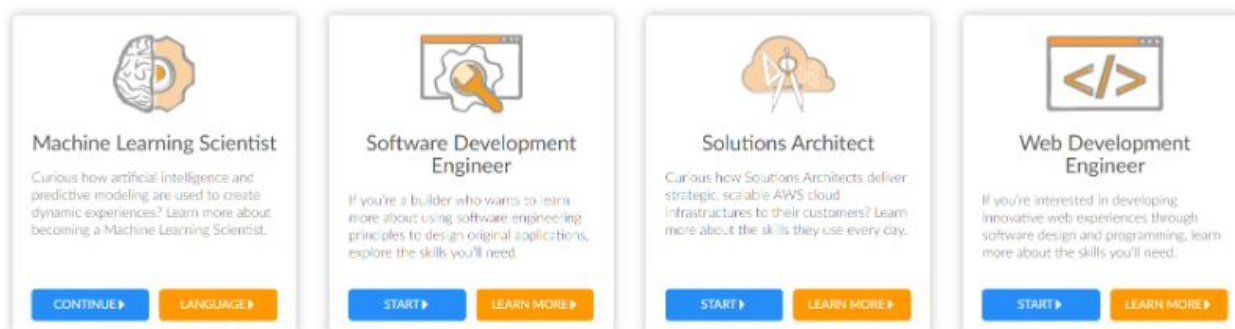 Machine Learning Scientist
Curious how artificial intelligence and
predictive modeling are used to create
dynamic experiences? Learn more about
becoming a Machine Learning Scientist.
CONTINUE
LANGUAGE
Software Development
Engineer
If you're a builder who wants to learn
more about using software engineering
principles to design original applications,
explore the skills you'll need.
START
LEARN MORE
Solutions Architect
Curious how Solutions Architects deliver
strategic, scalable AWS cloud
infrastructures to their customers? Learn
more about the skills they use every day.
START
LEARN MORE
</>
Web Development
Engineer
If you're interested in developing
innovative web experiences through
software design and programming, learn
more about the skills you'll need.
START
LEARN MORE